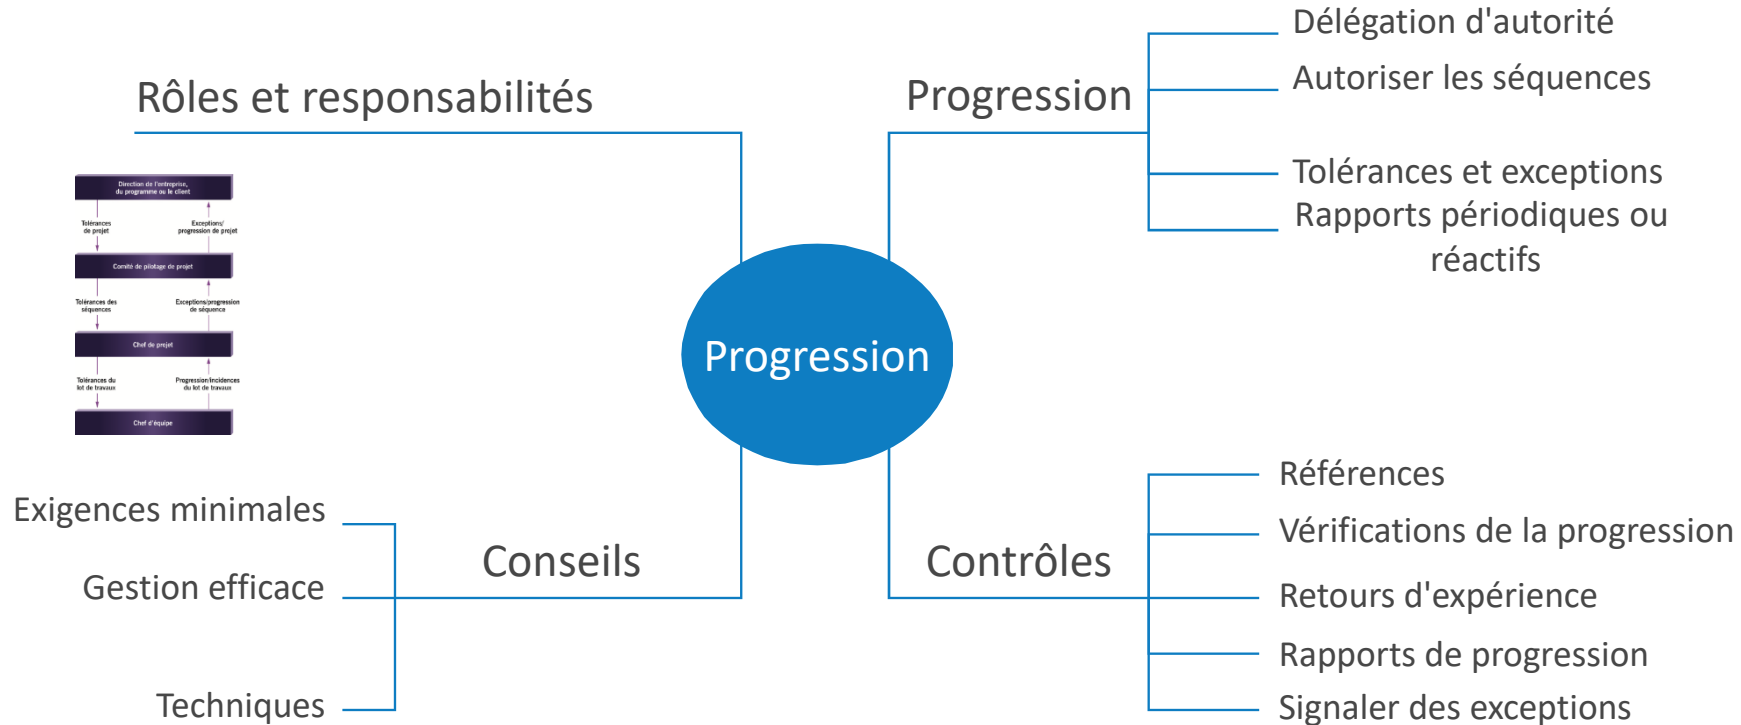 Délégation d'autorité
Autoriser les séquences
Progression
Tolérances et exceptions
Rapports périodiques ou
réactifs
Rôles et responsabilités
Direction de l'entreprise,
du programme ou le client
Tolérances
de projet
Exceptions/
progression de projet
Comité de pilotage de projet
Tolérances des
séquences
Exceptions/progression
de séquence
Chef de projet
Tolérances du
lot de travaux
Progression/incidences
du lot de travaux
Chef d'équipe
Progression
Exigences minimales
Gestion efficace
Techniques
Conseils
Contrôles
Références
Vérifications de la progression
Retours d'expérience
Rapports de progression
Signaler des exceptions